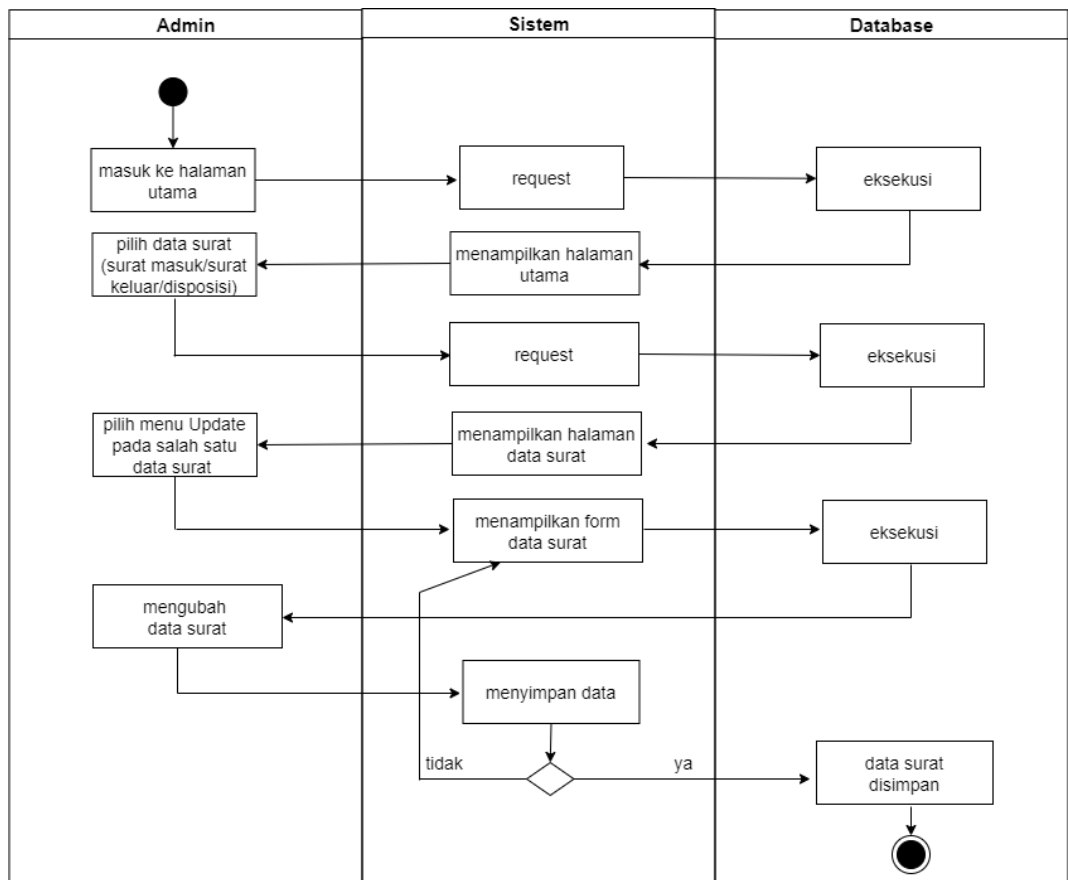 Admin
Sistem
Database
masuk ke halaman
utama
request
eksekusi
pilih data surat
(surat masuk/surat
keluar/disposisi)
menampilkan halaman
utama
request
eksekusi
pilih menu Update
pada salah satu
data surat
menampilkan halaman
data surat
menampilkan form
data surat
eksekusi
mengubah
data surat
menyimpan data
tidak
ya
data surat
disimpan